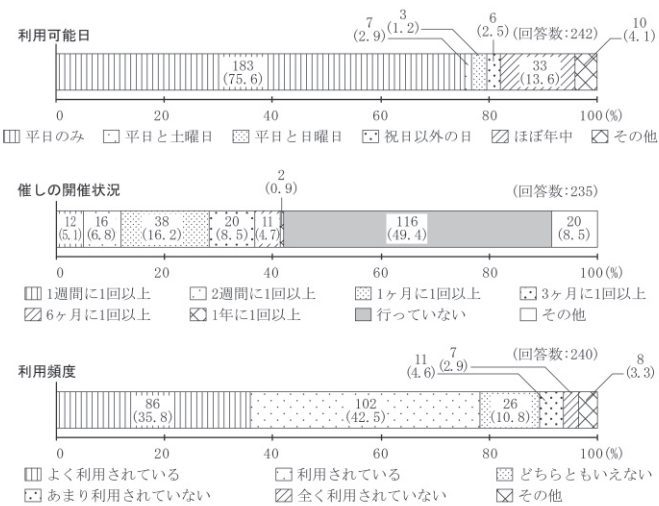 利用可能日
7
(2.9)
3
(1.2)
6
(2.5)
(回答数:242)
10
(4.1)
183
(75.6)
33
(13.6)
0 20 40 60 80 100(%)
平日のみ 平日と土曜日 平日と日曜日 祝日以外の日 ほぼ年中 その他
催しの開催状況
2
(0.9)
(回答数:235)
12
(5.1)
16
(6.8)
38
(16.2)
20
(8.5)
11
(4.7)
116
(49.4)
20
(8.5)
0 20 40 60 80 100(%)
1週間に1回以上 2週間に1回以上 1ヶ月に1回以上 3ヶ月に1回以上
6ヶ月に1回以上 1年に1回以上 行っていない その他
利用頻度
11
(4.6)
7
(2.9)
(回答数:240)
8
(3.3)
86
(35.8)
102
(42.5)
26
(10.8)
0 20 40 60 80 100(%)
よく利用されている 利用されている どちらともいえない
あまり利用されていない 全く利用されていない その他